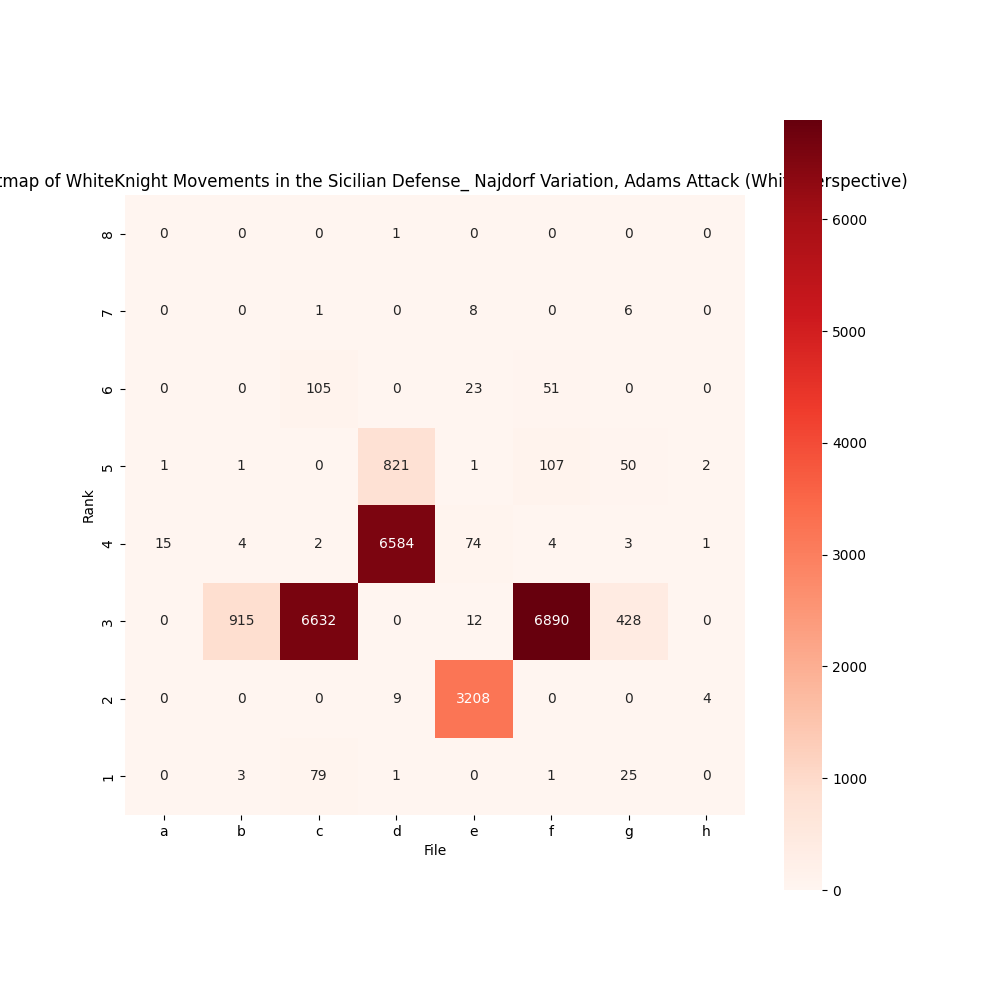 tmap of WhiteKnight Movements in the Sicilian Defense_ Najdorf Variation, Adams Attack (Whit erspective)
8 0 0 0 1 0 0 0 0
7 0 0 1 0 8 0 6 0
6 0 0 105 0 23 51 0 0
5 1 1 0 821 1 107 50 2
4 15 4 2 6584 74 4 3 1
3 0 915 6632 0 12 6890 428 0
2 0 0 0 9 3208 0 0 4
1 0 3 79 1 0 1 25 0
a b c d e f g h
File
Rank
6000
5000
4000
3000
2000
1000
0